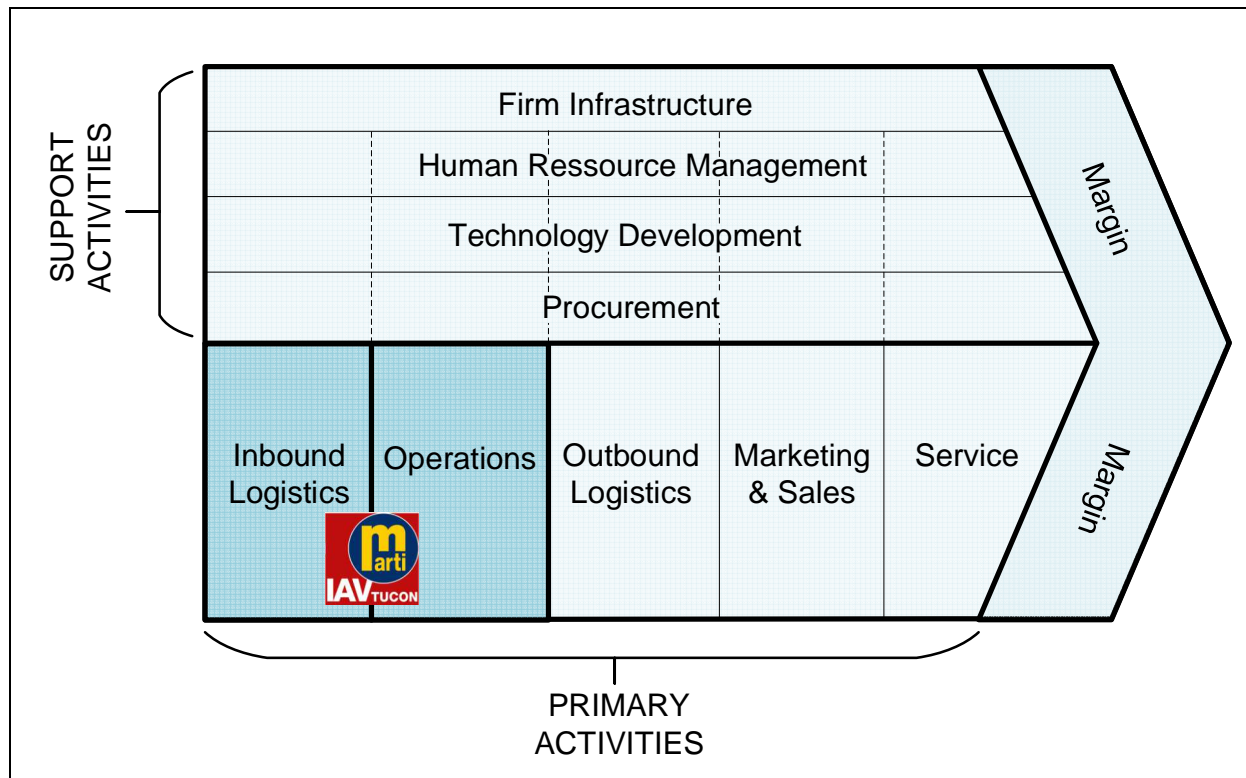 SUPPORT
ACTIVITIES
Firm Infrastructure
Human Ressource Management
Technology Development
Procurement
Margin
Margin
Inbound
Logistics
Operations
Outbound
Logistics
Marketing
& Sales
Service
marti
IAV TUCON
PRIMARY
ACTIVITIES